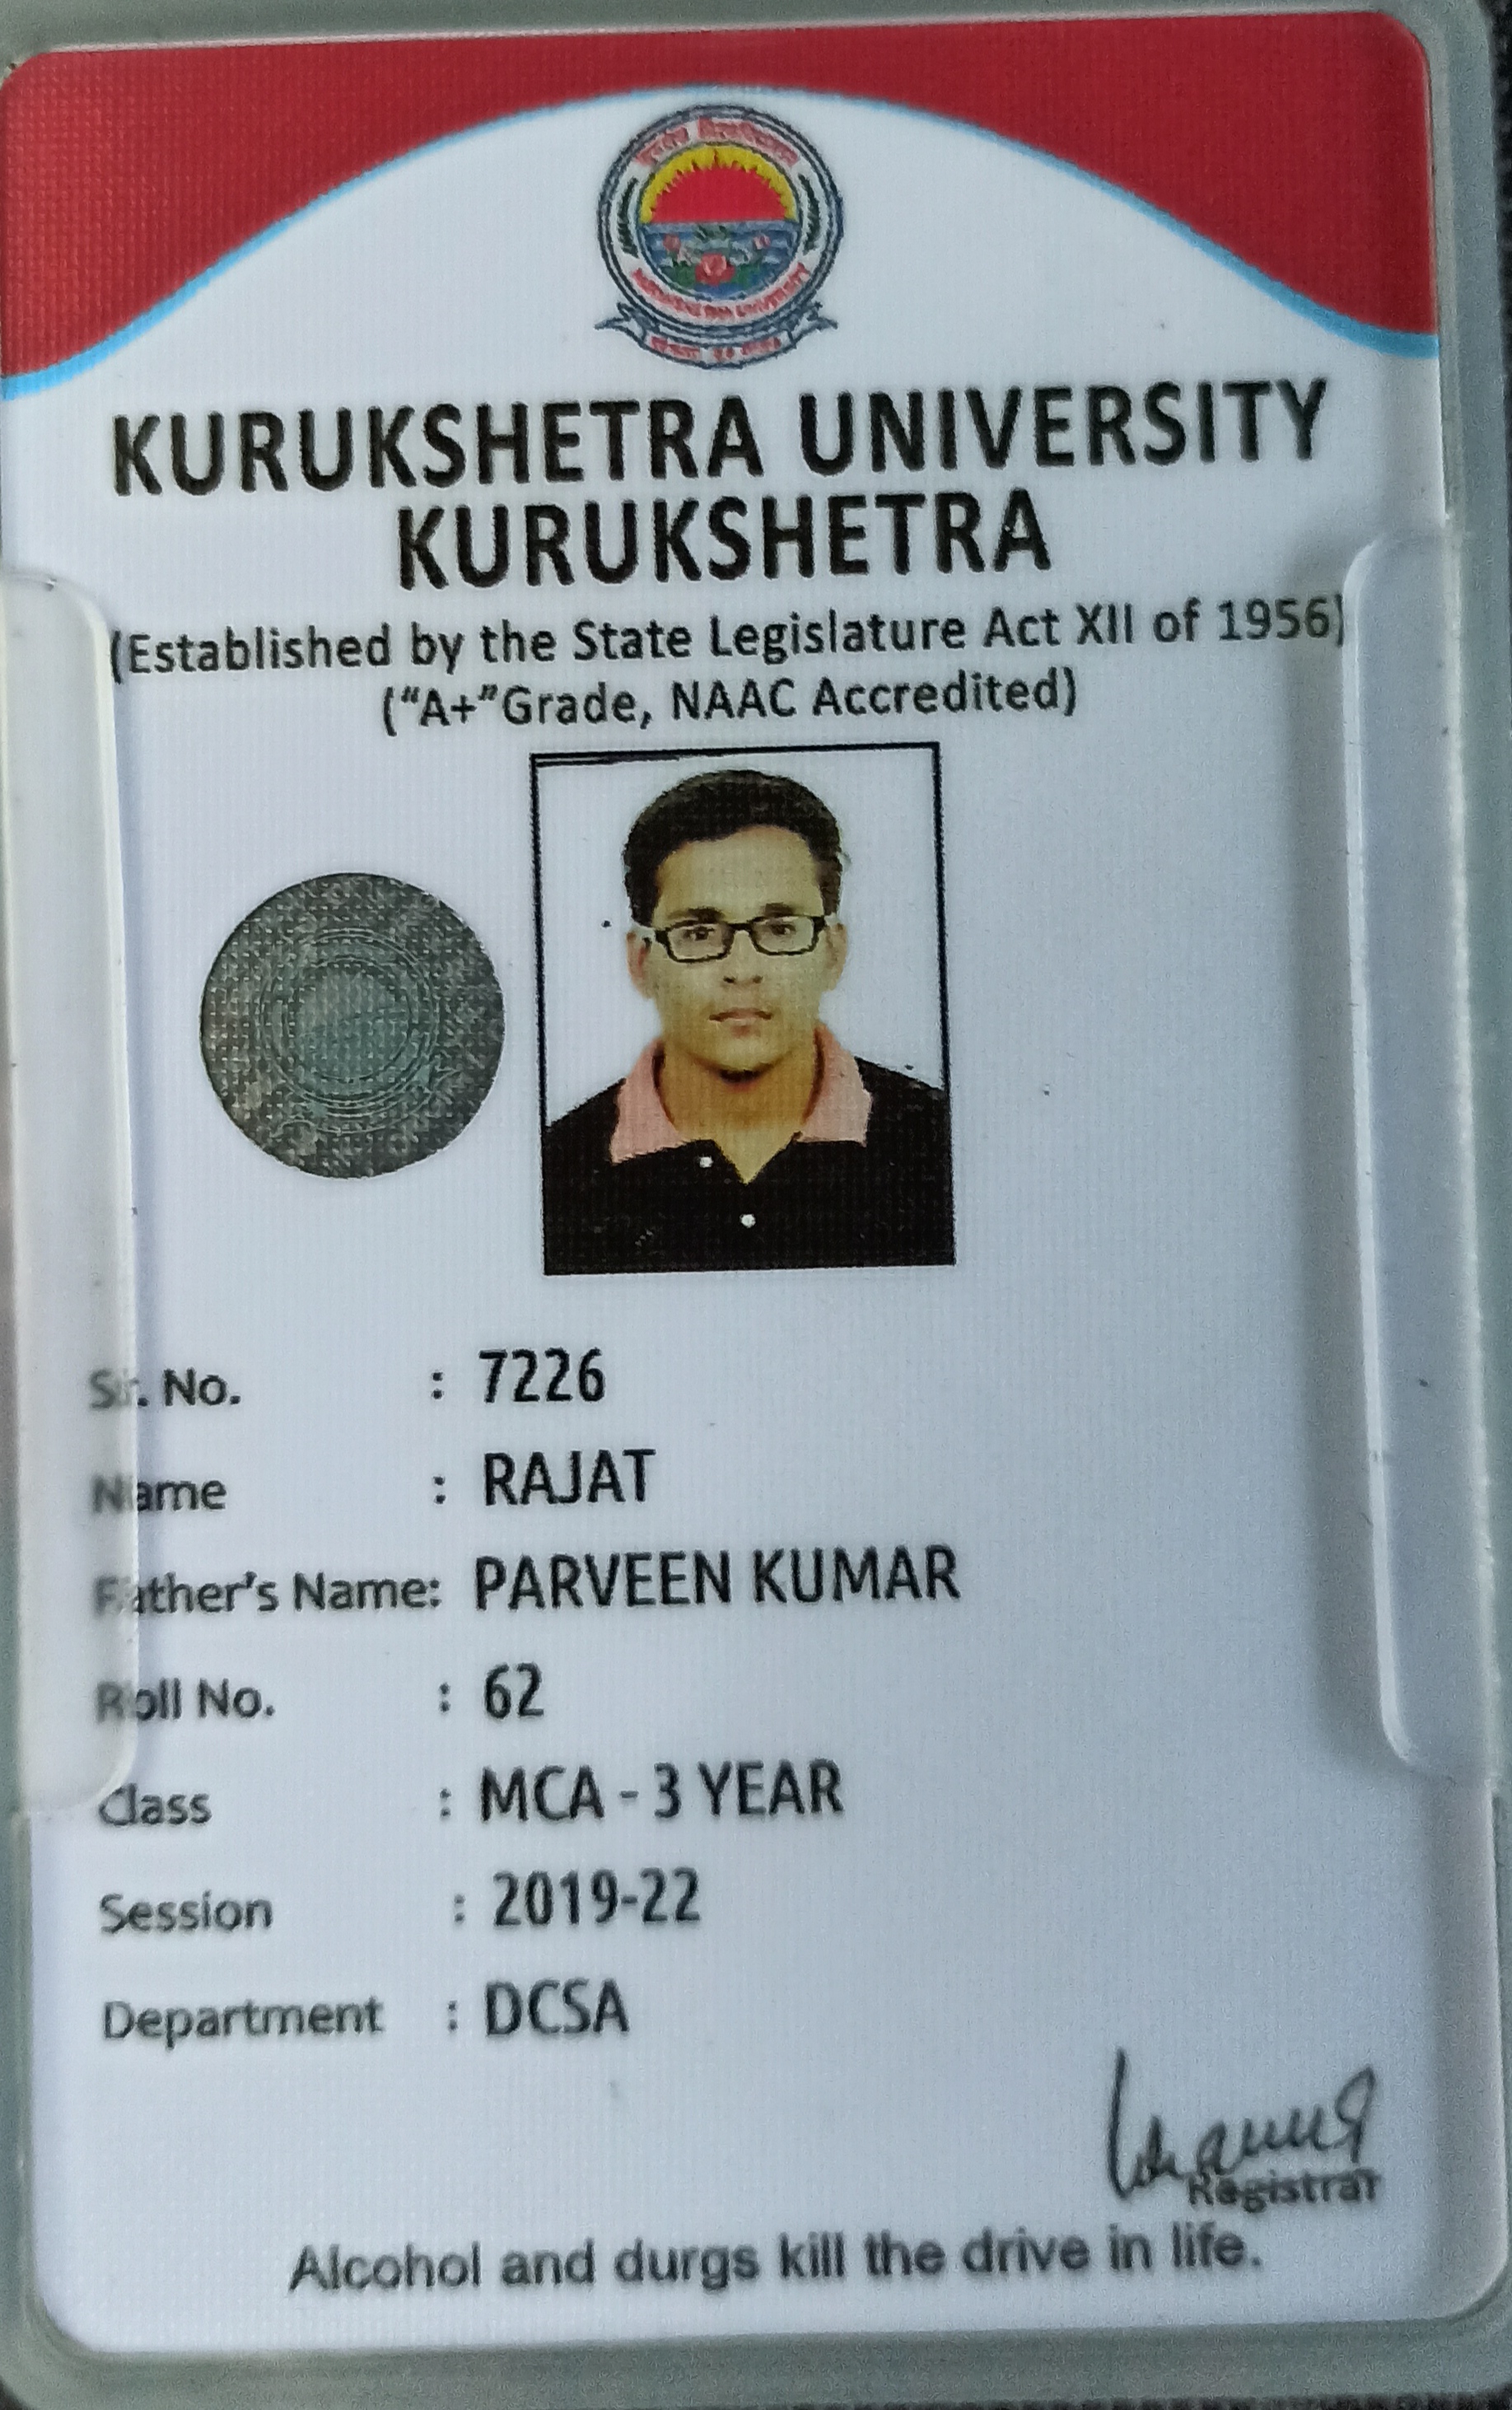 KURUKSHETRA UNIVERSITY
KURUKSHETRA UNIVERSITY
KURUKSHETRA
(Established by the State Legislature Act XII of 1956)
("A+"Grade, NAAC Accredited)
Sr. No. : 7226
Name : RAJAT
Father's Name: PARVEEN KUMAR
Roll No. : 62
Class : MCA - 3 YEAR
Session : 2019-22
Department : DCSA
Registrar
Alcohol and durgs kill the drive in life.